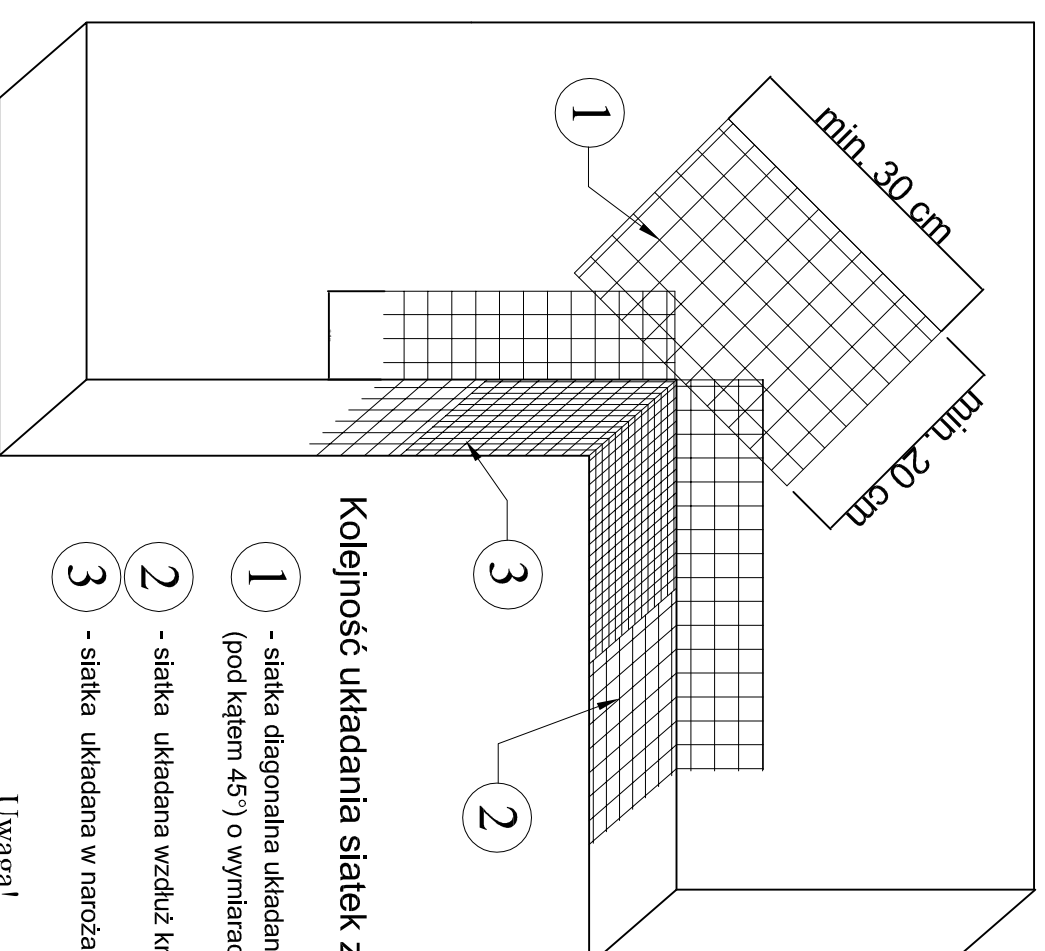 min. 30 cm
min. 20 cm
1
3
2
Kolejność układania siatek z
1 - siatka diagonalna układan
(pod kątem 45°) o wymiarac
2 - siatka układana wzdłuż kr
3 - siatka układana w naroża
Uwaga!